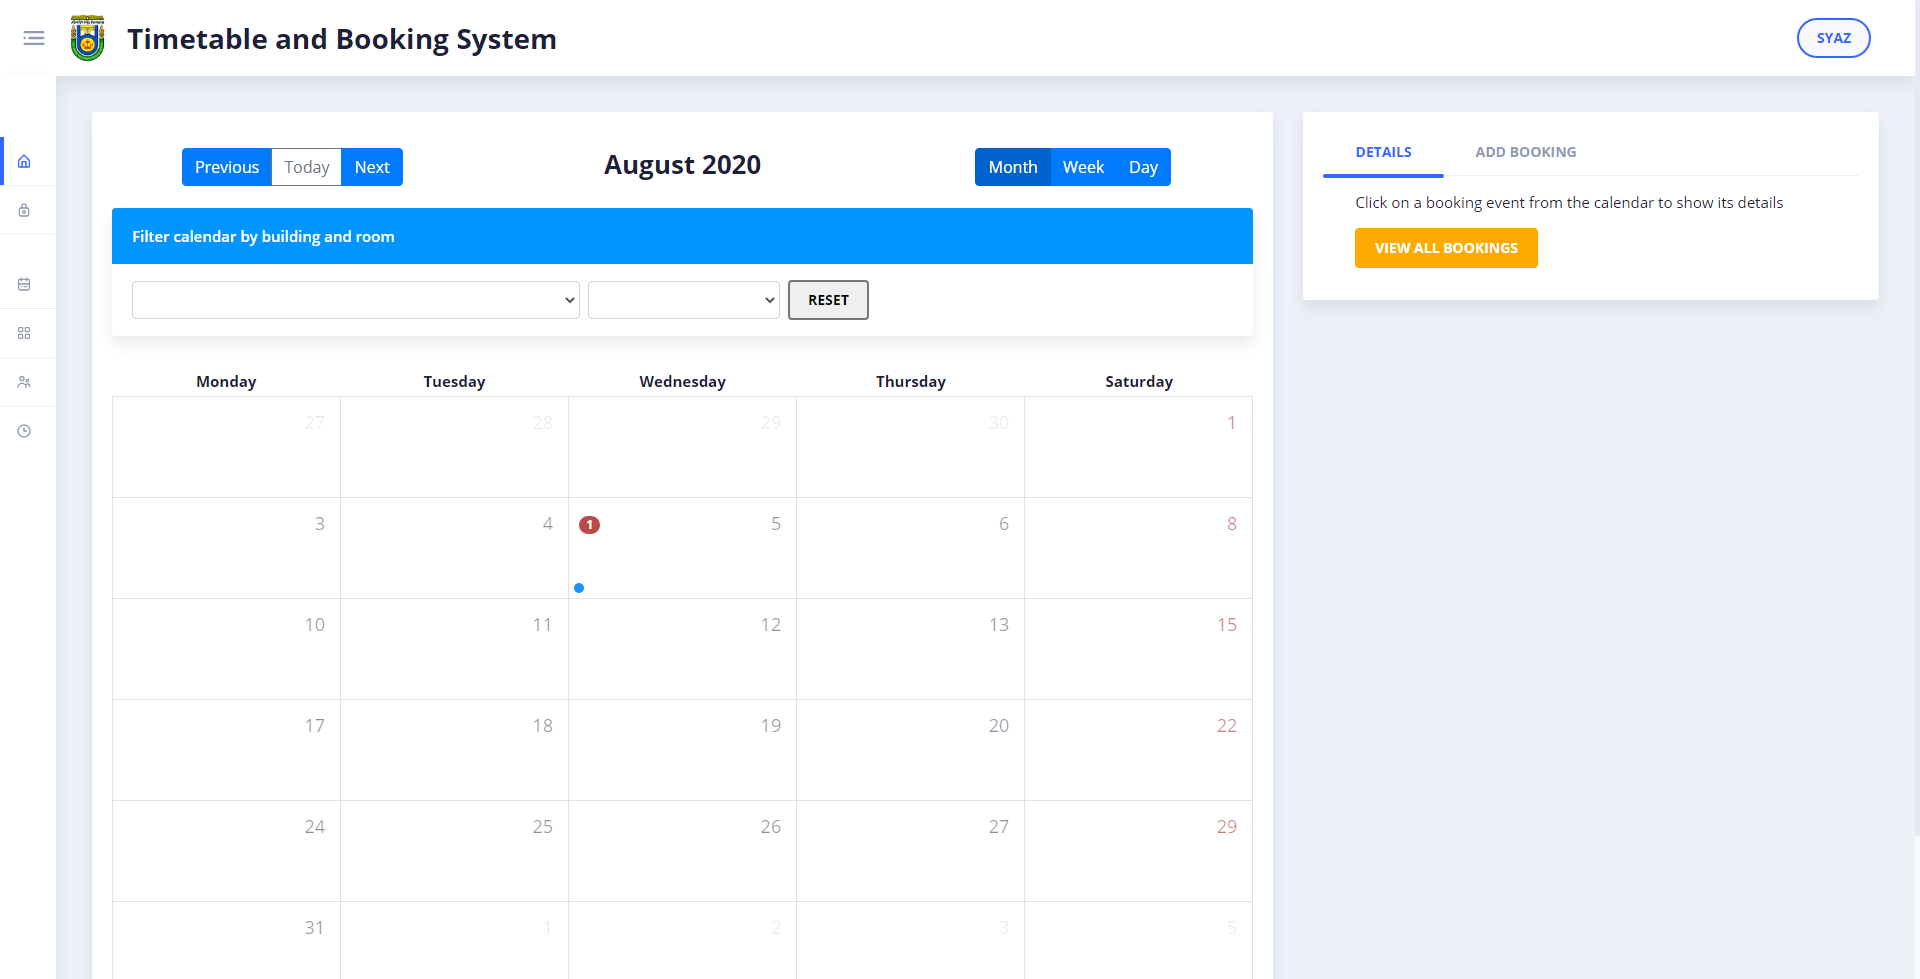 Timetable and Booking System
SYAZ
Previous Today Next
August 2020
Month Week Day
Filter calendar by building and room
RESET
Monday Tuesday Wednesday Thursday Saturday
27 28 29 30 1
3 4 1 5 6 8
10 11 12 13 15
17 18 19 20 22
24 25 26 27 29
31 1 2 3 5
DETAILS ADD BOOKING
Click on a booking event from the calendar to show its details
VIEW ALL BOOKINGS